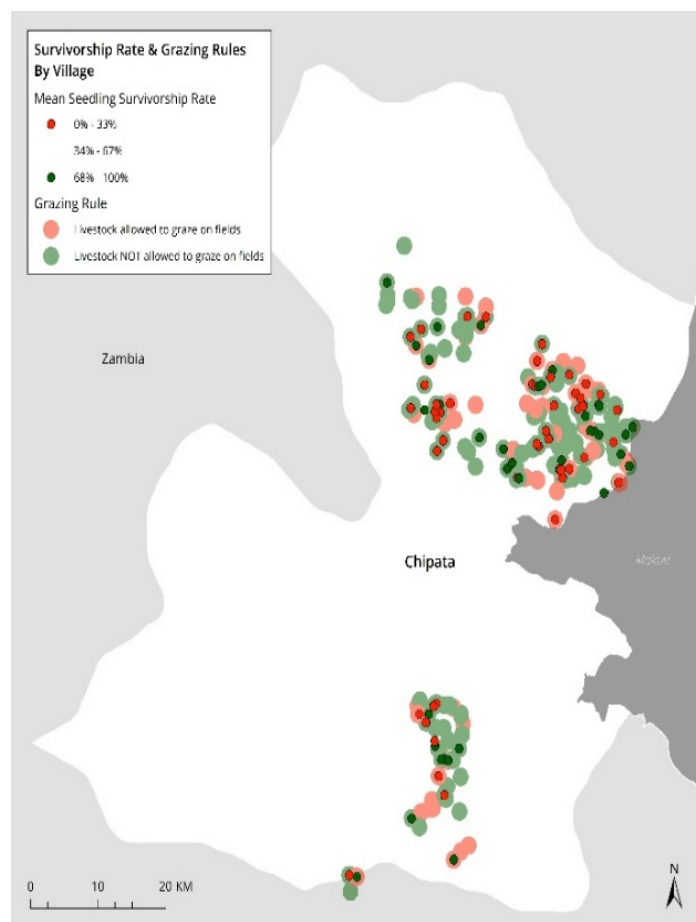 Survivorship Rate & Grazing Rules
By Village
Mean Seedling Survivorship Rate
0% - 33%
34% - 67%
68% 100%
Grazing Rule
Livestock allowed to graze on fields
Livestock NOT allowed to graze on fields
Zambia
Chipata
Malawi
N
0 10 20 KM